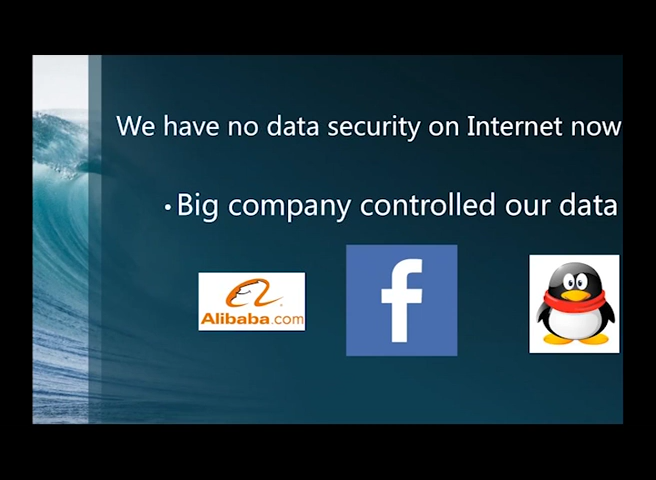 We have no data security on Internet now
•Big company controlled our data
Alibaba.com
f